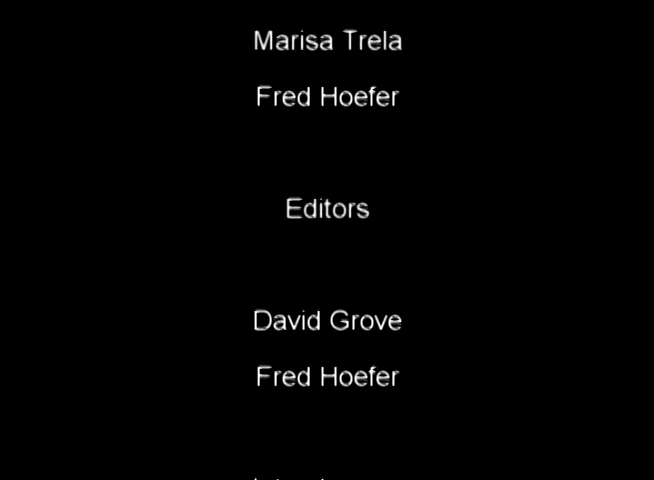 Marisa Trela
Fred Hoefer
Editors
David Grove
Fred Hoefer